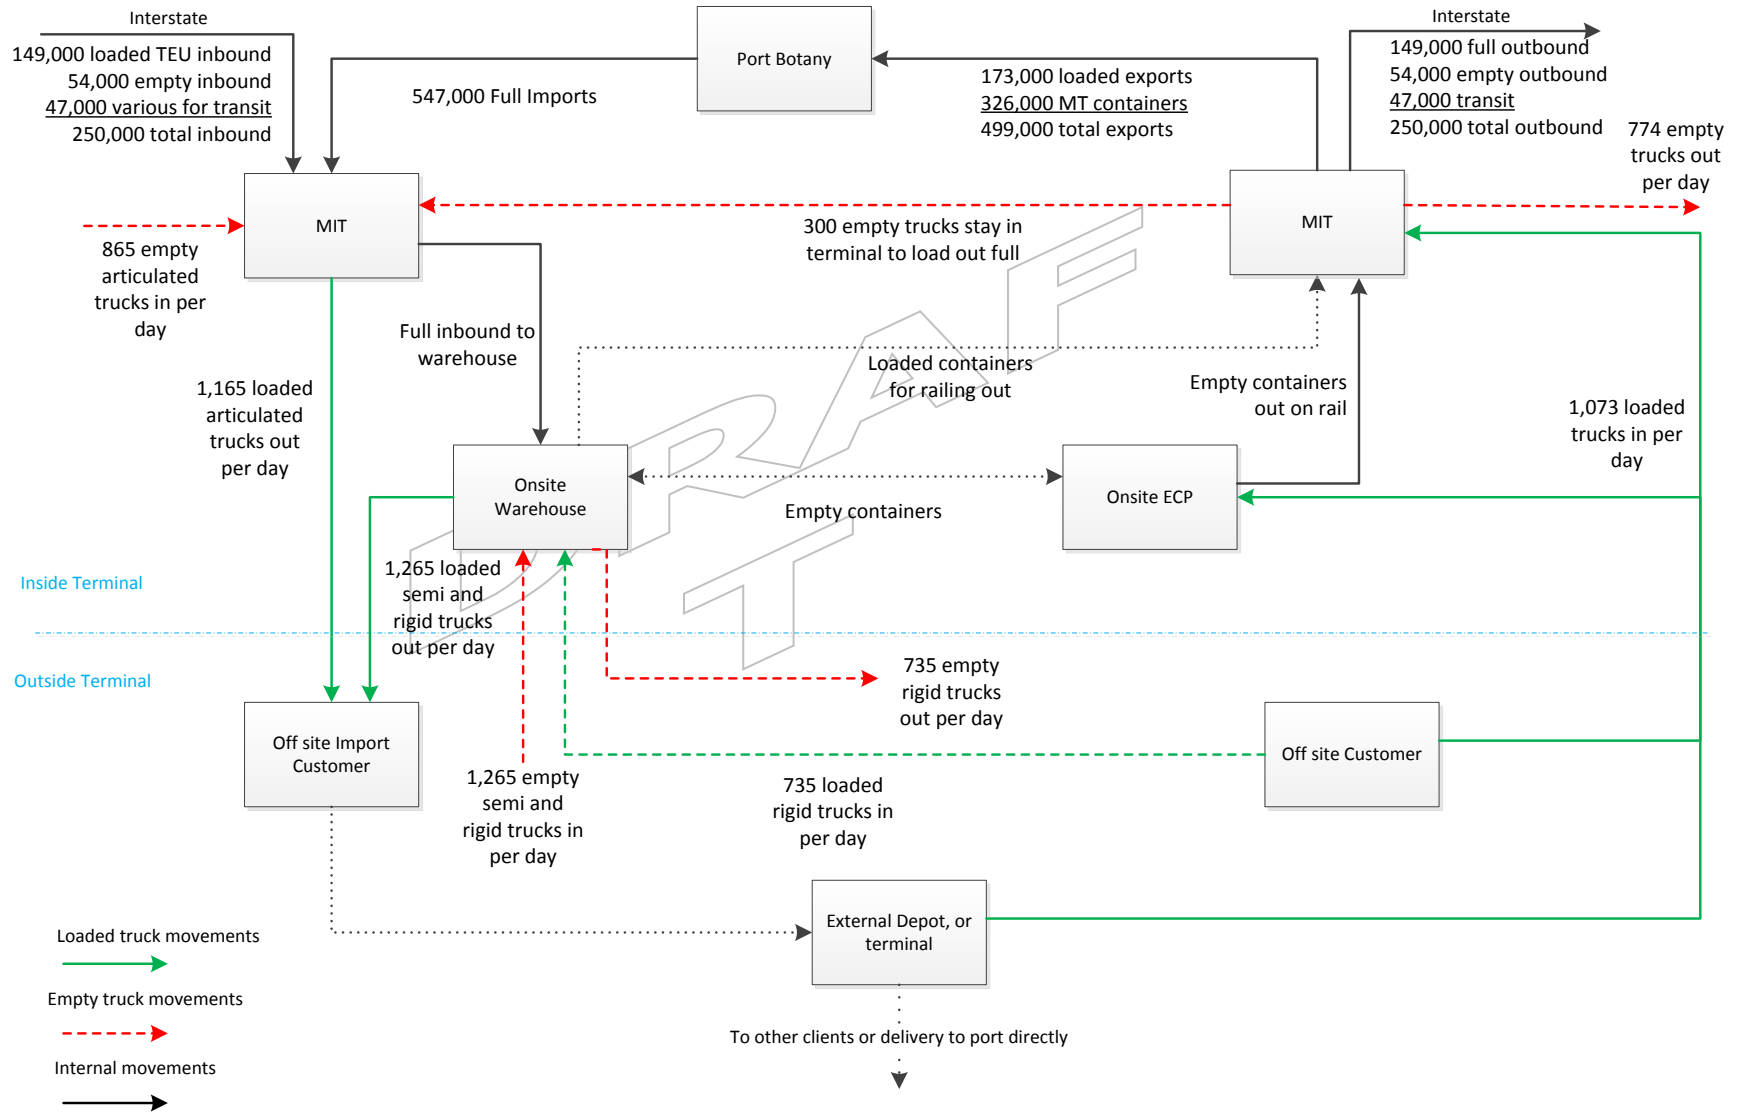 Interstate
149,000 loaded TEU inbound
54,000 empty inbound
47,000 various for transit
250,000 total inbound
547,000 Full Imports
Port Botany
173,000 loaded exports
326,000 MT containers
499,000 total exports
Interstate
149,000 full outbound
54,000 empty outbound
47,000 transit
250,000 total outbound
774 empty
trucks out
per day
MIT
MIT
865 empty
articulated
trucks in per
day
300 empty trucks stay in
terminal to load out full
Full inbound to
warehouse
1,165 loaded
articulated
trucks out
per day
Loaded containers
for railing out
Empty containers
out on rail
1,073 loaded
trucks in per
day
Onsite
Warehouse
Onsite ECP
Empty containers
DRAF
T
Inside Terminal
1,265 loaded
semi and
rigid trucks
out per day
Outside Terminal
735 empty
rigid trucks
out per day
Off site Import
Customer
Off site Customer
1,265 empty
semi and
rigid trucks in
per day
735 loaded
rigid trucks in
per day
External Depot, or
terminal
Loaded truck movements
Empty truck movements
To other clients or delivery to port directly
Internal movements